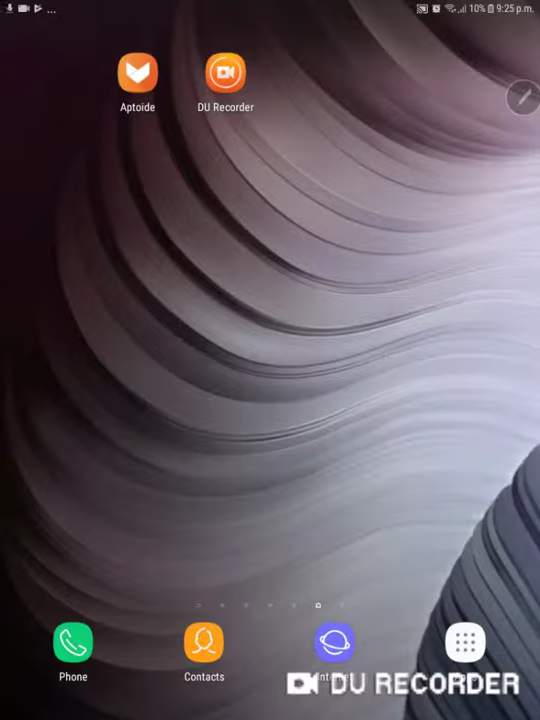 ... 10% 9:25 p.m.
Aptoide DU Recorder
Phone Contacts
DU RECORDER